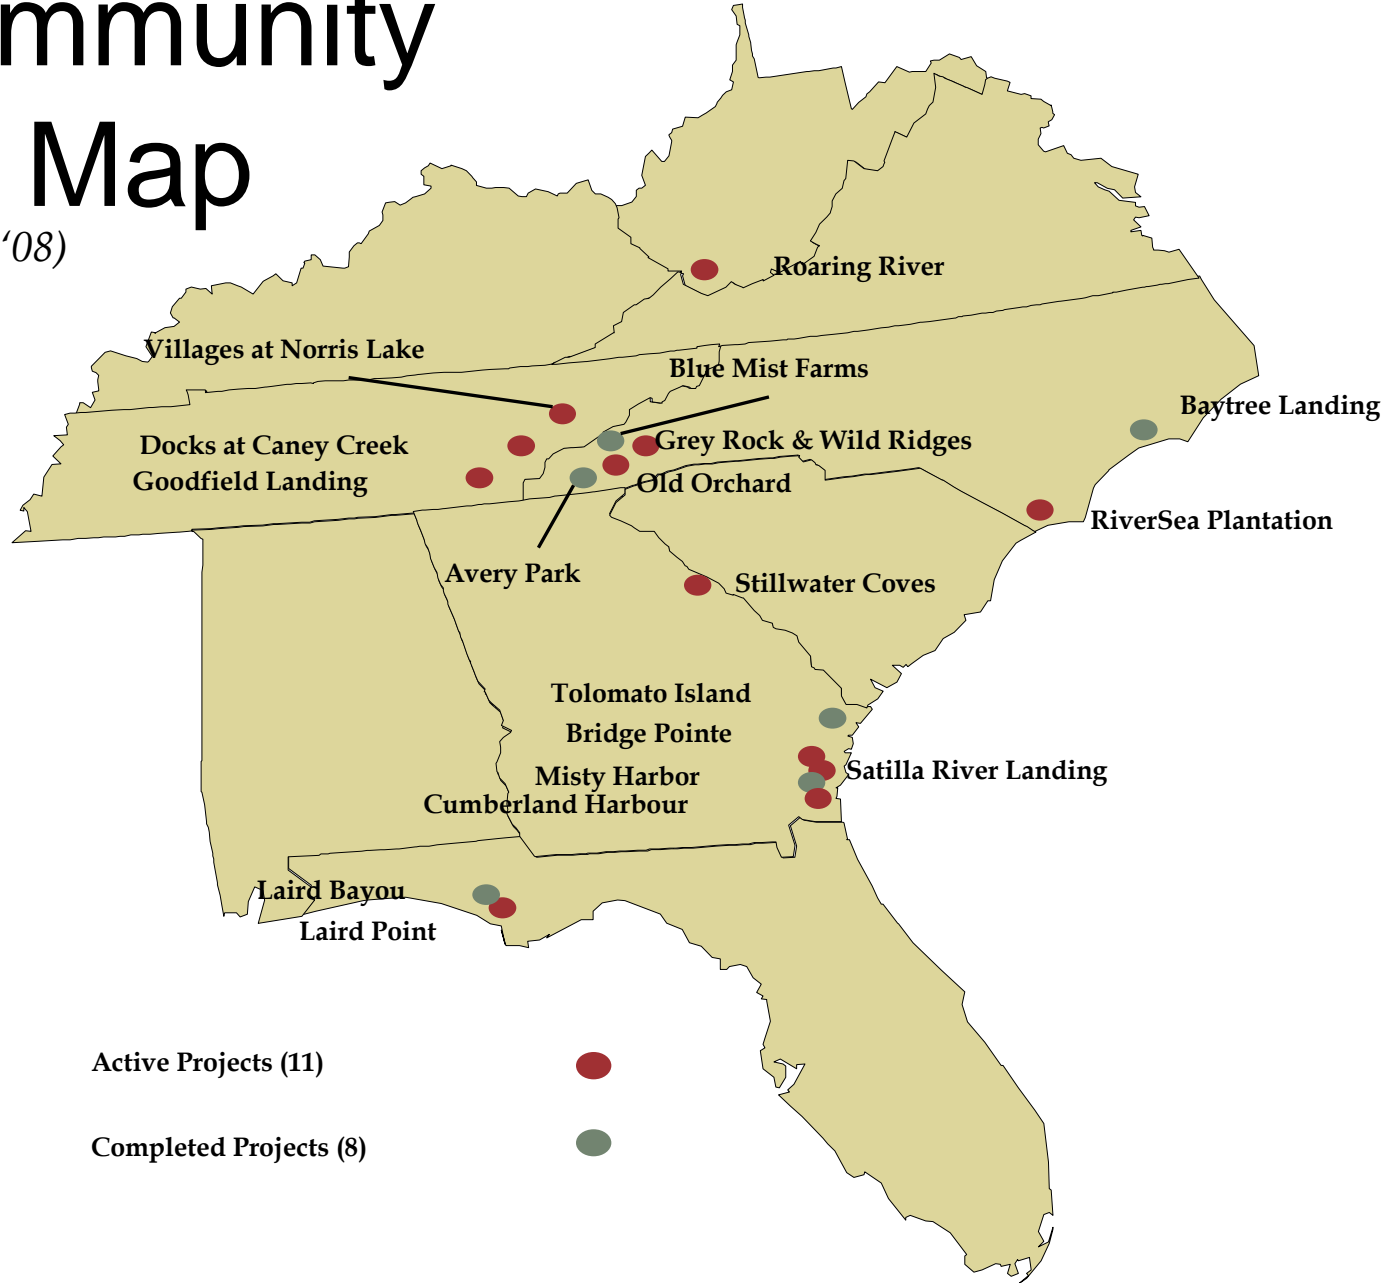 mmunity
Map
‘08)
Roaring River
Villages at Norris Lake
Blue Mist Farms
Baytree Landing
Docks at Caney Creek
Grey Rock & Wild Ridges
Goodfield Landing
Old Orchard
RiverSea Plantation
Avery Park
Stillwater Coves
Tolomato Island
Bridge Pointe
Misty Harbor
Satilla River Landing
Cumberland Harbour
Laird Bayou
Laird Point
Active Projects (11)
Completed Projects (8)